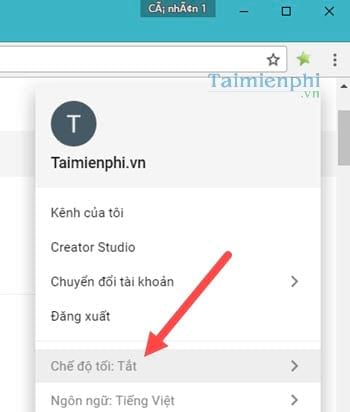 CÃ¡ nhÃ¢n 1
Taimienphi
.vn
T
Taimienphi.vn
Kênh của tôi
Creator Studio
Chuyển đổi tài khoản
Đăng xuất
Chế độ tối: Tắt
Ngôn ngữ: Tiếng Việt